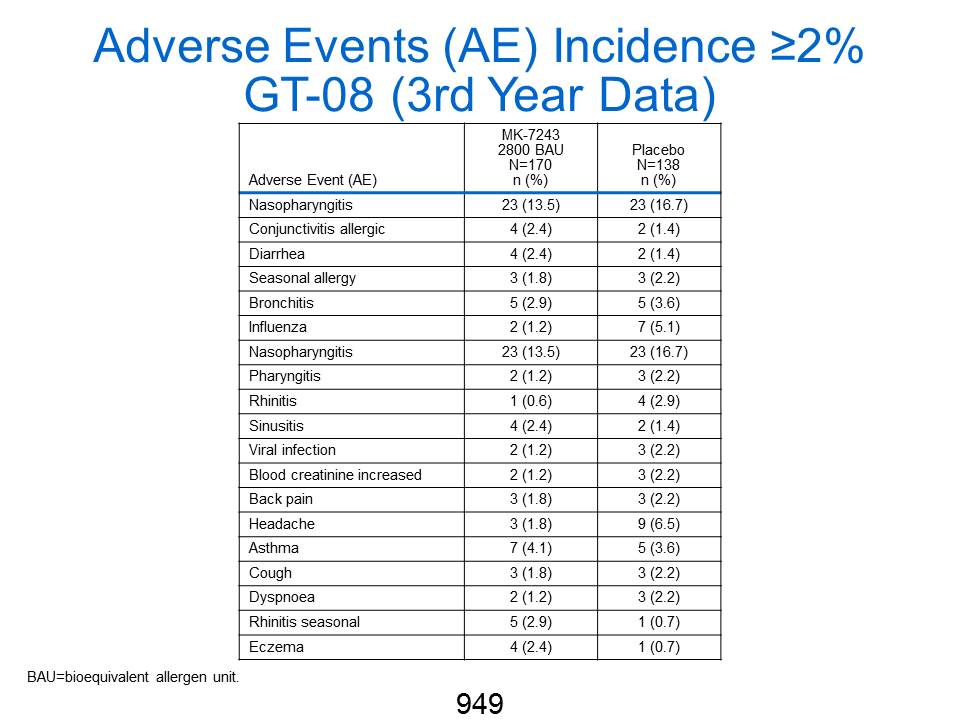 Adverse Events (AE) Incidence ≥2%
GT-08 (3rd Year Data)
Adverse Event (AE) MK-7243 2800 BAU N=170 n (%) Placebo N=138 n (%)
Nasopharyngitis 23 (13.5) 23 (16.7)
Conjunctivitis allergic 4 (2.4) 2 (1.4)
Diarrhea 4 (2.4) 2 (1.4)
Seasonal allergy 3 (1.8) 3 (2.2)
Bronchitis 5 (2.9) 5 (3.6)
Influenza 2 (1.2) 7 (5.1)
Nasopharyngitis 23 (13.5) 23 (16.7)
Pharyngitis 2 (1.2) 3 (2.2)
Rhinitis 1 (0.6) 4 (2.9)
Sinusitis 4 (2.4) 2 (1.4)
Viral infection 2 (1.2) 3 (2.2)
Blood creatinine increased 2 (1.2) 3 (2.2)
Back pain 3 (1.8) 3 (2.2)
Headache 3 (1.8) 9 (6.5)
Asthma 7 (4.1) 5 (3.6)
Cough 3 (1.8) 3 (2.2)
Dyspnoea 2 (1.2) 3 (2.2)
Rhinitis seasonal 5 (2.9) 1 (0.7)
Eczema 4 (2.4) 1 (0.7)
BAU=bioequivalent allergen unit.
949